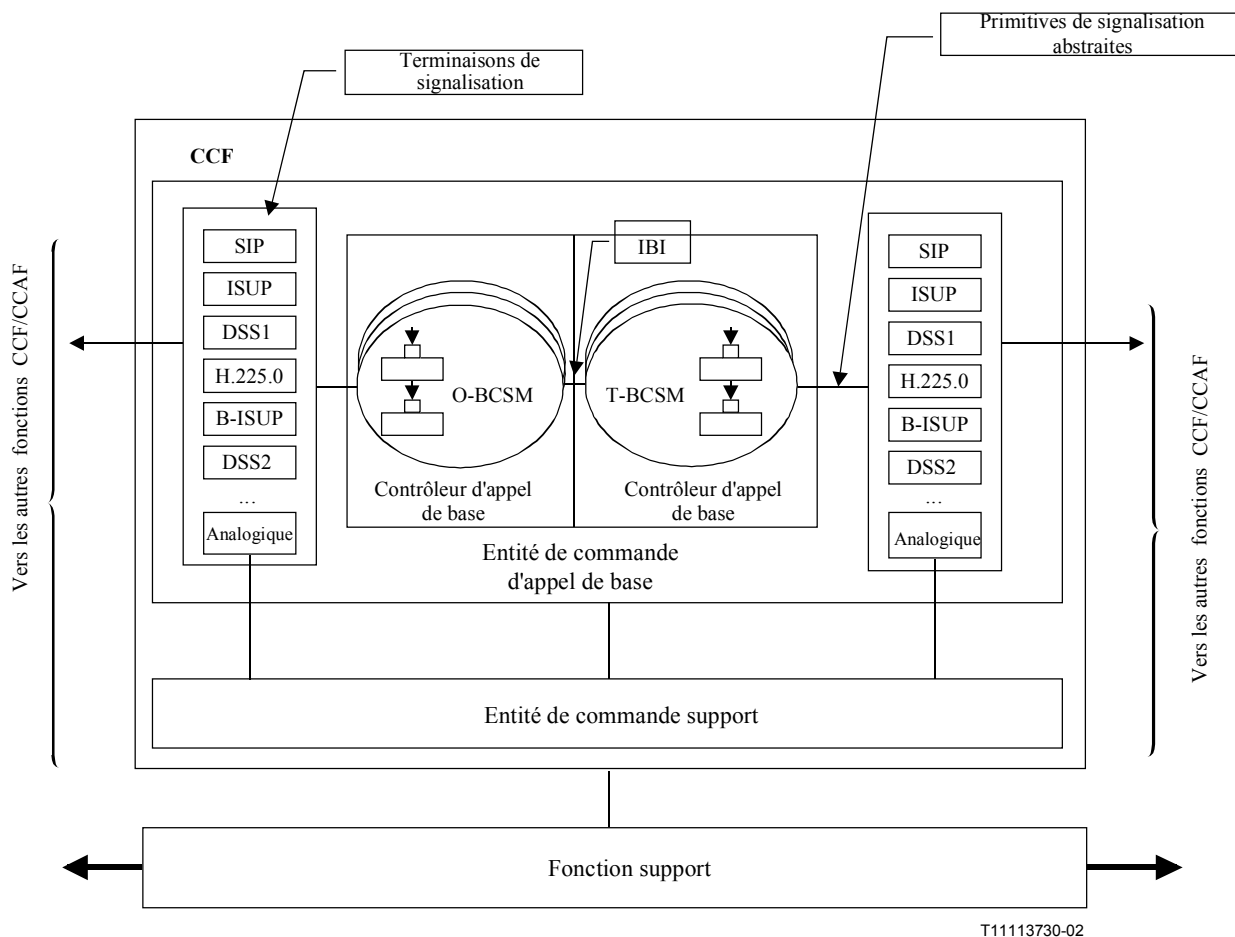 Primitives de signalisation
abstraites
Terminaisons de
signalisation
CCF
IBI
SIP
ISUP
DSS1
H.225.0
B-ISUP
DSS2
...
Analogique
O-BCSM
T-BCSM
Contrôleur d'appel
de base
Contrôleur d'appel
de base
SIP
ISUP
DSS1
H.225.0
B-ISUP
DSS2
...
Analogique
Entité de commande
d'appel de base
Vers les autres fonctions CCF/CCAF
Vers les autres fonctions CCF/CCAF
Entité de commande support
Fonction support
T11113730-02